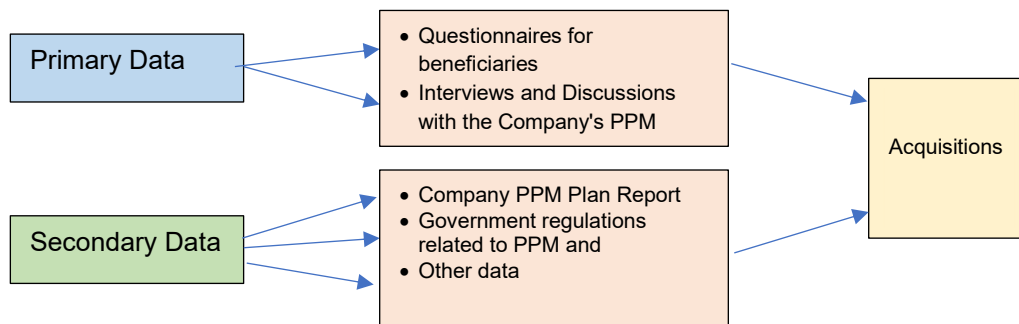 Primary Data
• Questionnaires for
beneficiaries
• Interviews and Discussions
with the Company's PPM
Acquisitions
Secondary Data
• Company PPM Plan Report
• Government regulations
related to PPM and
• Other data